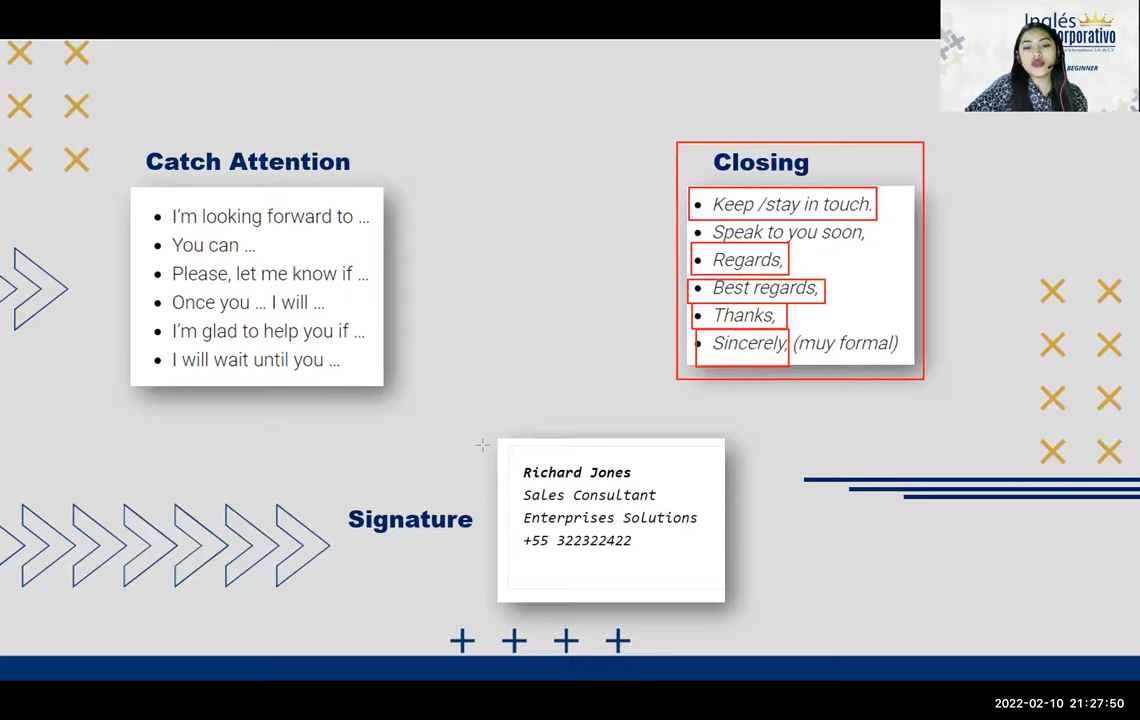 Inglés
Corporativo
BEGINNER
Catch Attention
• I'm looking forward to ...
• You can ...
• Please, let me know if ...
• Once you ... I will ...
• I'm glad to help you if ...
• I will wait until you ...
Closing
• Keep /stay in touch.
• Speak to you soon,
• Regards,
• Best regards,
• Thanks,
• Sincerely, (muy formal)
Signature
Richard Jones
Sales Consultant
Enterprises Solutions
+55 322322422
2022-02-10 21:27:50